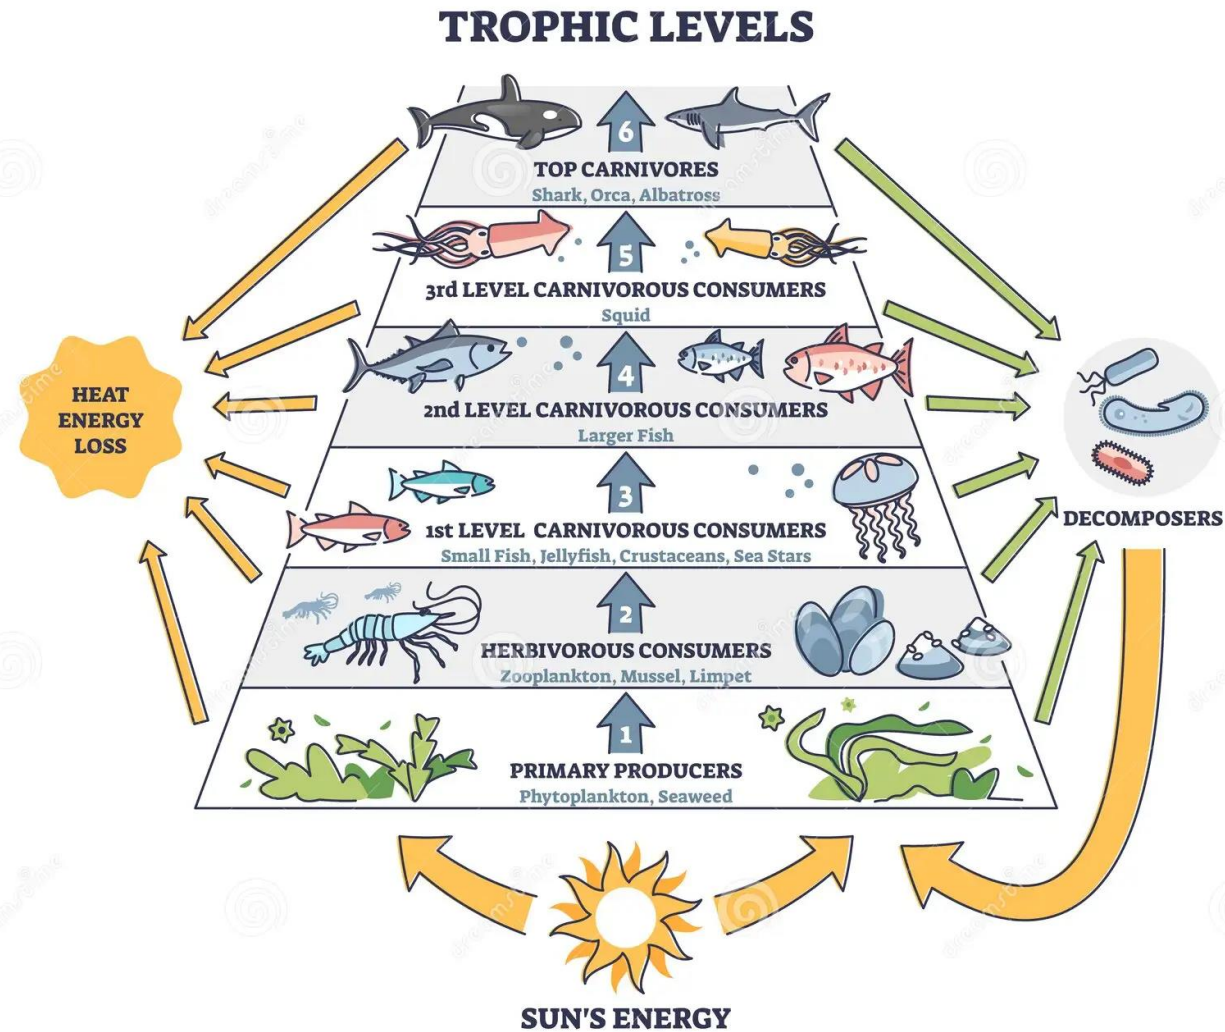 TROPHIC LEVELS
6
TOP CARNIVORES
Shark, Orca, Albatross
5
3rd LEVEL CARNIVOROUS CONSUMERS
Squid
4
2nd LEVEL CARNIVOROUS CONSUMERS
Larger Fish
3
1st LEVEL CARNIVOROUS CONSUMERS
Small Fish, Jellyfish, Crustaceans, Sea Stars
2
HERBIVOROUS CONSUMERS
Zooplankton, Mussel, Limpet
1
PRIMARY PRODUCERS
Phytoplankton, Seaweed
HEAT
ENERGY
LOSS
DECOMPOSERS
SUN'S ENERGY
dreamstime